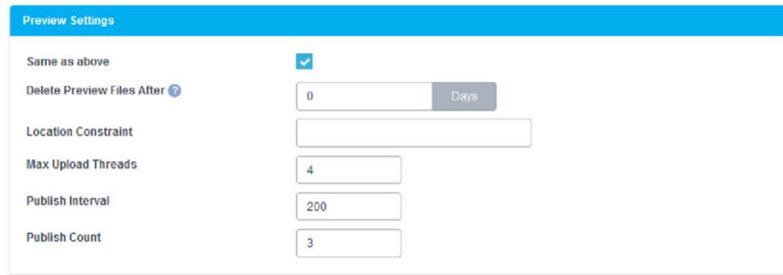 Preview Settings
Same as above
Delete Preview Files After ?
0 Days
Location Constraint
Max Upload Threads
4
Publish Interval
200
Publish Count
3